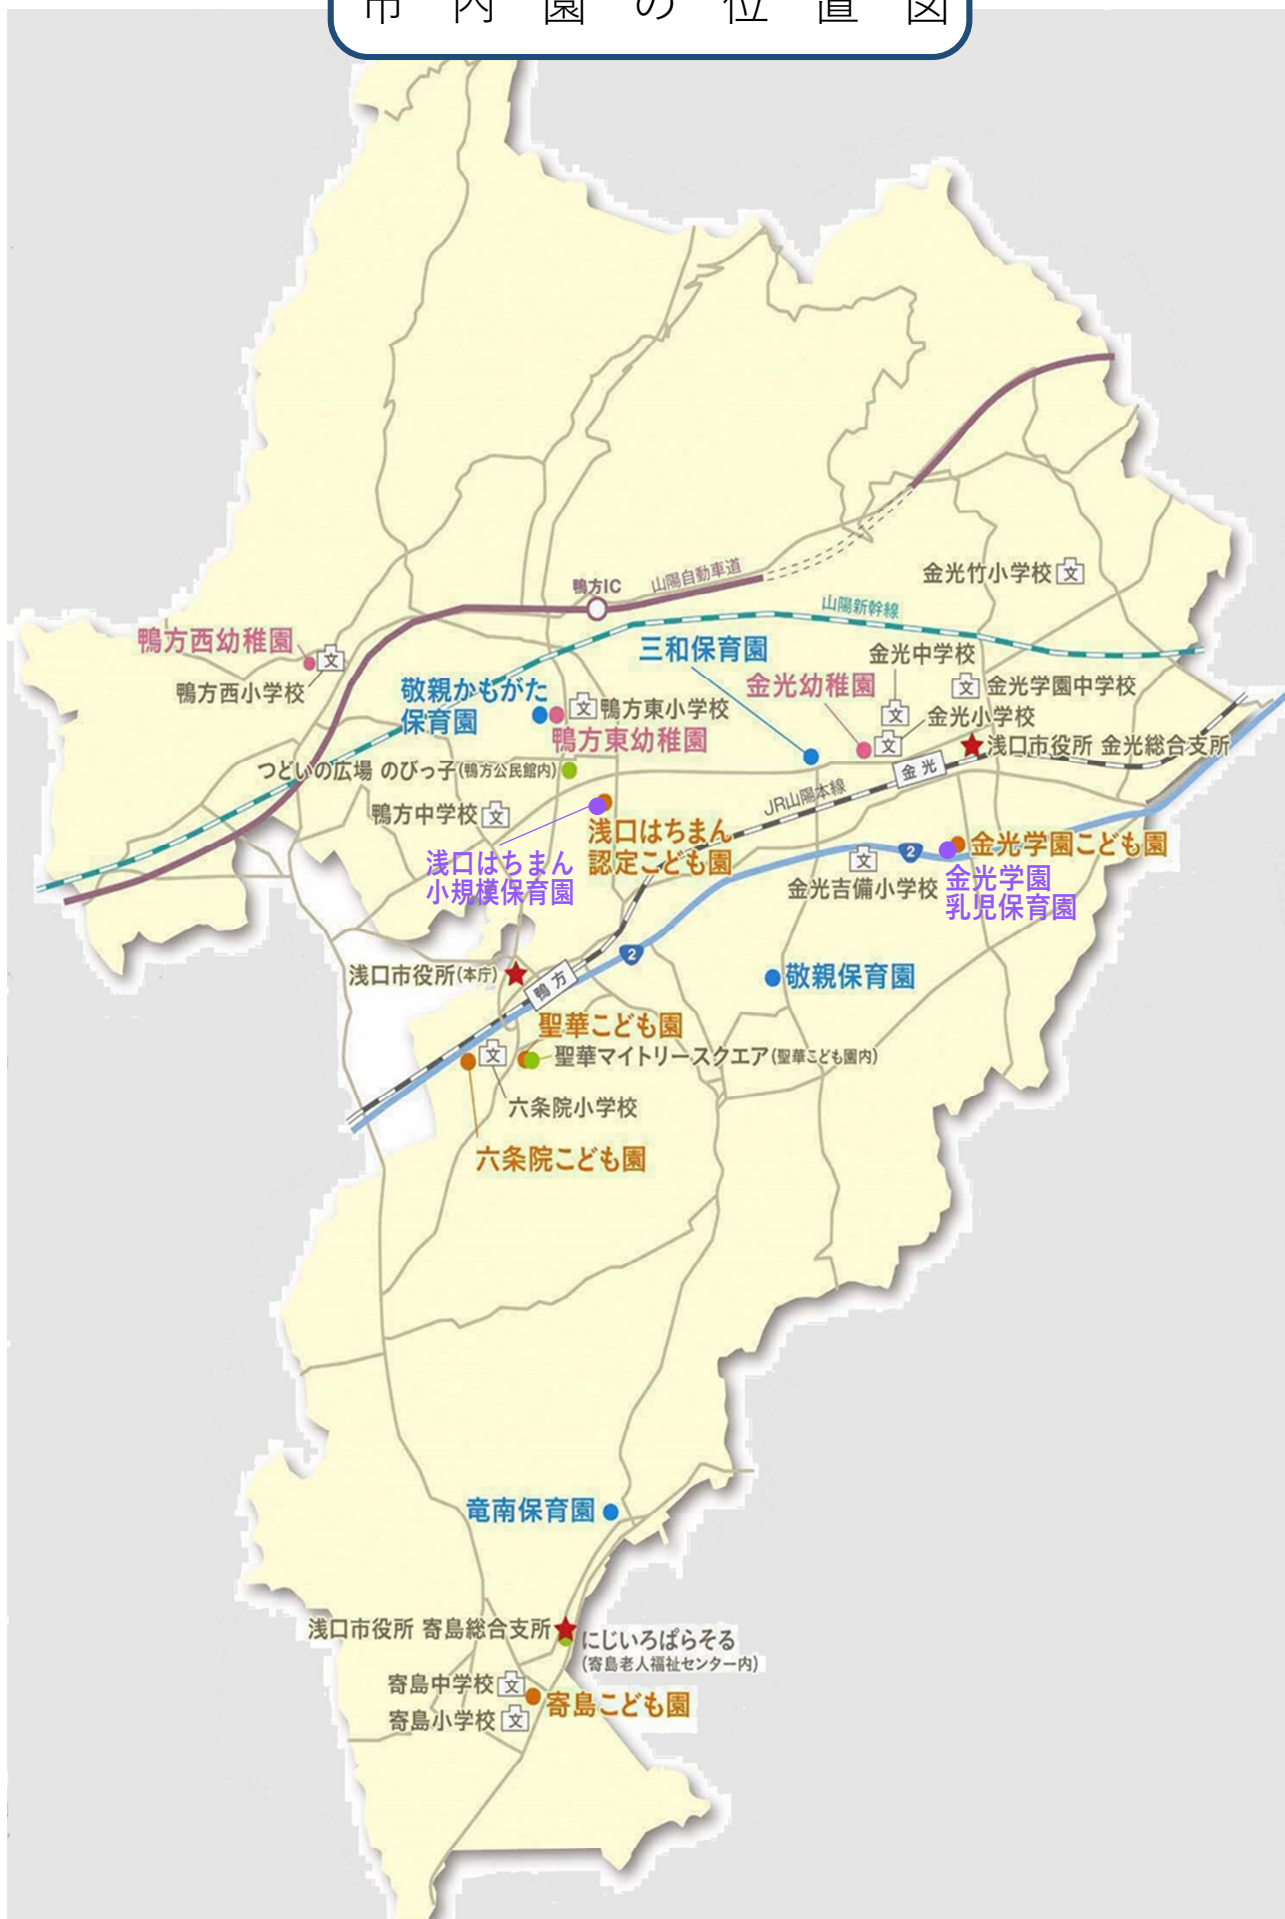 市内園の位置図
鴨方IC
山陽自動車道
金光竹小学校
文
山陽新幹線
鴨方西幼稚園
文
三和保育園
金光中学校
鴨方西小学校
敬親かもがた
保育園
金光幼稚園
文
金光学園中学校
文
鴨方東小学校
文
金光小学校
鴨方東幼稚園
文
浅口市役所 金光総合支所
つどいの広場 のびっ子(鴨方公民館内)
金光
JR山陽本線
鴨方中学校
文
浅口はちまん
認定こども園
浅口はちまん
小規模保育園
2
金光学園こども園
文
金光吉備小学校
金光学園
乳児保育園
2
浅口市役所(本庁)
鴨方
敬親保育園
聖華こども園
文
聖華マイトリースクエア(聖華こども園内)
六条院小学校
六条院こども園
竜南保育園
浅口市役所 寄島総合支所
にじいろぱらそる
(寄島老人福祉センター内)
寄島中学校
文
寄島こども園
寄島小学校
文